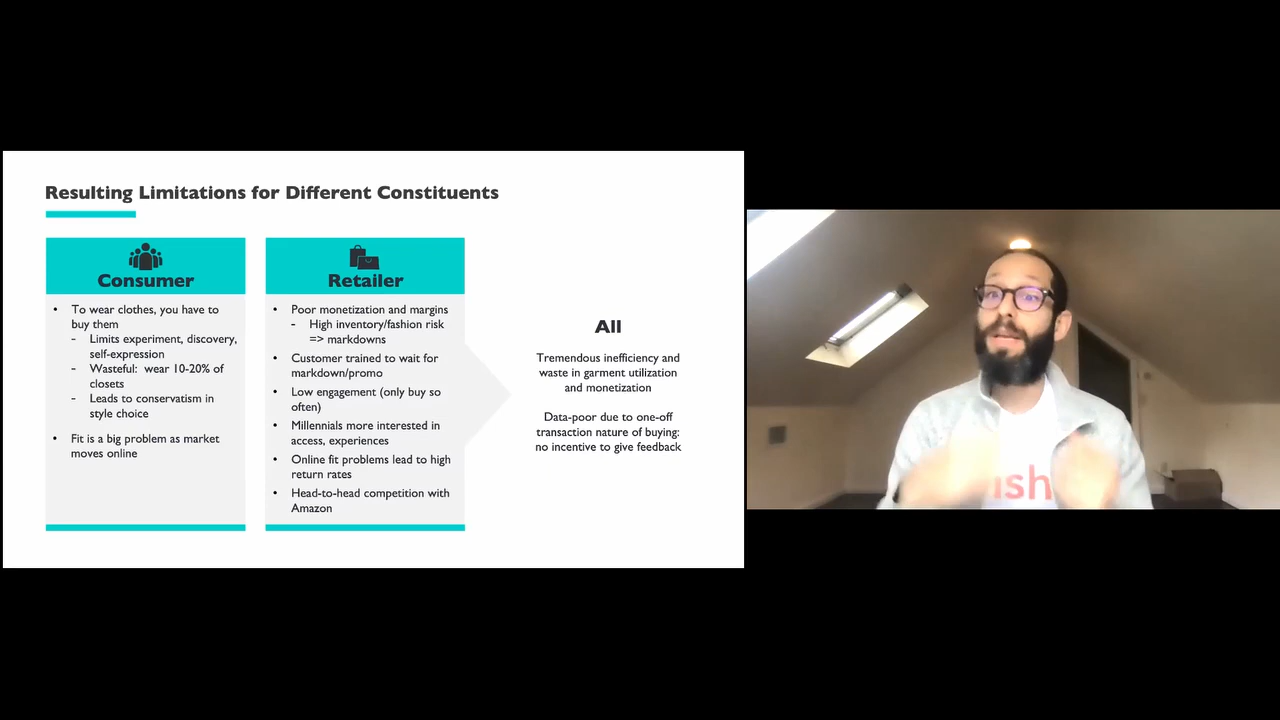 Resulting Limitations for Different Constituents
Consumer
• To wear clothes, you have to
buy them
- Limits experiment, discovery,
self-expression
- Wasteful: wear 10-20% of
closets
- Leads to conservatism in
style choice
• Fit is a big problem as market
moves online
Retailer
• Poor monetization and margins
- High inventory/fashion risk
=> markdowns
• Customer trained to wait for
markdown/promo
• Low engagement (only buy so
often)
• Millennials more interested in
access, experiences
• Online fit problems lead to high
return rates
• Head-to-head competition with
Amazon
All
Tremendous inefficiency and
waste in garment utilization
and monetization
Data-poor due to one-off
transaction nature of buying:
no incentive to give feedback